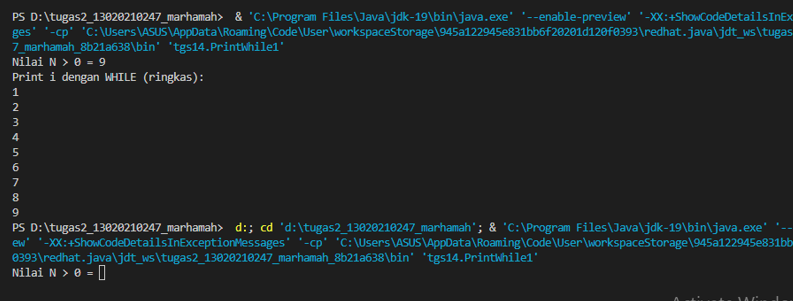 PS D:\tugas2_13020210247_marhamah>  & 'C:\Program Files\Java\jdk-19\bin\java.exe' '--enable-preview' '-XX:+ShowCodeDetailsInEx
ges' '-cp' 'C:\Users\ASUS\AppData\Roaming\Code\User\workspaceStorage\945a122945e831bb6f20201d120f0393\redhat.java\jdt_ws\tugas
7_marhamah_8b21a638\bin' 'tgs14.PrintWhile1'
Nilai N > 0 = 9
Print i dengan WHILE (ringkas):
1
2
3
4
5
6
7
8
9
PS D:\tugas2_13020210247_marhamah>  d:; cd 'd:\tugas2_13020210247_marhamah'; & 'C:\Program Files\Java\jdk-19\bin\java.exe' '--
ew' '-XX:+ShowCodeDetailsInExceptionMessages' '-cp' 'C:\Users\ASUS\AppData\Roaming\Code\User\workspaceStorage\945a122945e831bb
0393\redhat.java\jdt_ws\tugas2_13020210247_marhamah_8b21a638\bin' 'tgs14.PrintWhile1'
Nilai N > 0 =